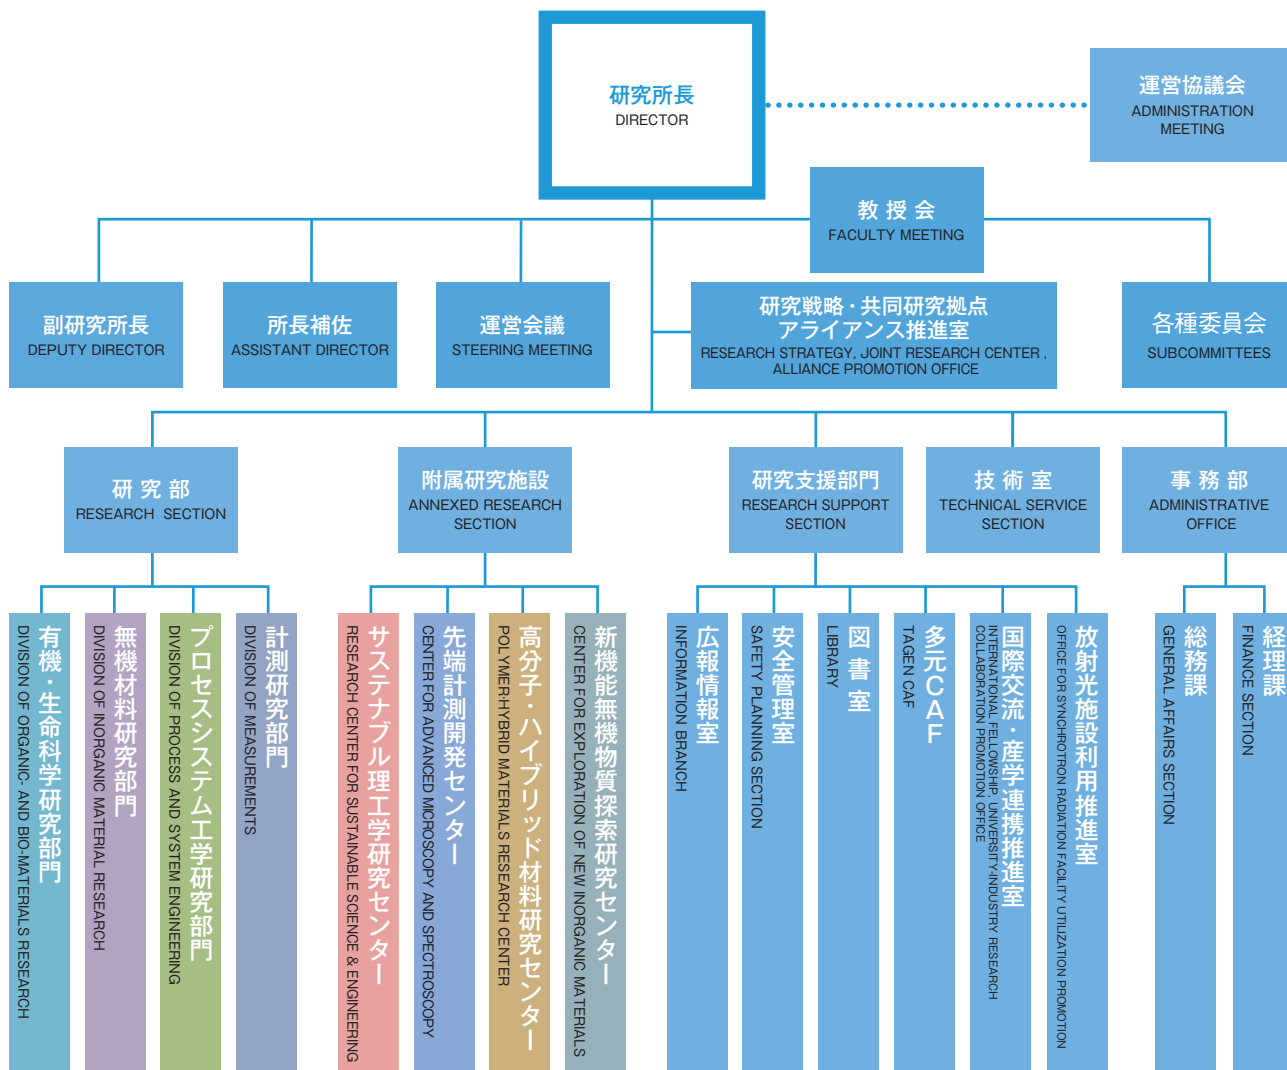 研究所長
DIRECTOR
運営協議会
ADMINISTRATION
MEETING
教授会
FACULTY MEETING
副研究所長
DEPUTY DIRECTOR
所長補佐
ASSISTANT DIRECTOR
運営会議
STEERING MEETING
研究戦略・共同研究拠点
アライアンス推進室
RESEARCH STRATEGY, JOINT RESEARCH CENTER ,
ALLIANCE PROMOTION OFFICE
各種委員会
SUBCOMMITTEES
研究部
RESEARCH SECTION
附属研究施設
ANNEXED RESEARCH
SECTION
研究支援部門
RESEARCH SUPPORT
SECTION
技術室
TECHNICAL SERVICE
SECTION
事務部
ADMINISTRATIVE
OFFICE
有機・生命科学研究部門
DIVISION OF ORGANIC- AND BIO-MATERIALS RESEARCH
無機材料研究部門
DIVISION OF INORGANIC MATERIAL RESEARCH
プロセスシステム工学研究部門
DIVISION OF PROCESS AND SYSTEM ENGINEERING
計測研究部門
DIVISION OF MEASUREMENTS
サステナブル理工学研究センター
RESEARCH CENTER FOR SUSTAINABLE SCIENCE & ENGINEERING
先端計測開発センター
CENTER FOR ADVANCED MICROSCOPY AND SPECTROSCOPY
高分子・ハイブリッド材料研究センター
POLYMER・HYBRID MATERIALS RESEARCH CENTER
新機能無機物質探索研究センター
CENTER FOR EXPLORATION OF NEW INORGANIC MATERIALS
広報情報室
INFORMATION BRANCH
安全管理室
SAFETY PLANNING SECTION
図書室
LIBRARY
多元CAF
TAGEN CAF
国際交流・産学連携推進室
INTERNATIONAL FELLOWSHIP, UNIVERSITY-INDUSTRY RESEARCH
COLLABORATION PROMOTION OFFICE
放射光施設利用推進室
OFFICE FOR SYNCHROTRON RADIATION FACILITY UTILIZATION PROMOTION
総務課
GENERAL AFFAIRS SECTION
経理課
FINANCE SECTION